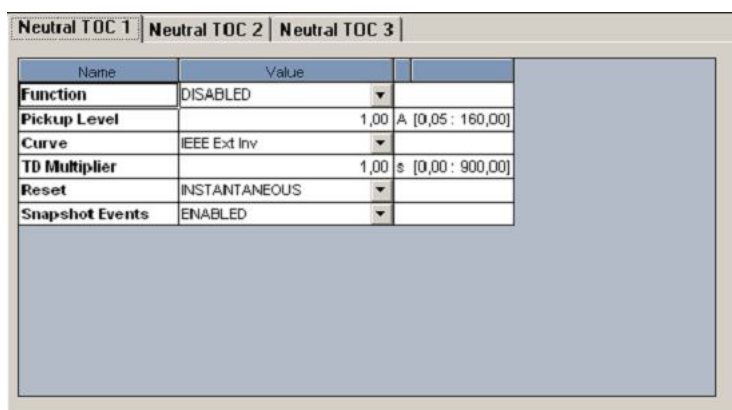 Neutral TOC 1 Neutral TOC 2 Neutral TOC 3
Name Value
Function DISABLED
Pickup Level 1,00 A [0,05 : 160,00]
Curve IEEE Ext Inv
TD Multiplier 1,00 s [0,00 : 900,00]
Reset INSTANTANEOUS
Snapshot Events ENABLED